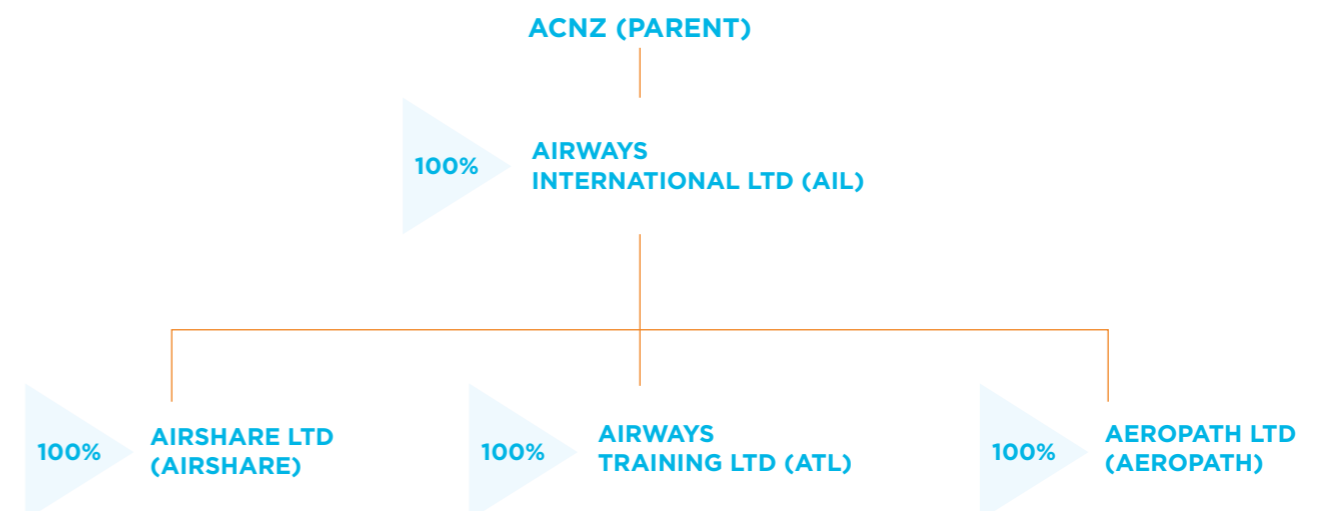 ACNZ (PARENT)
100%
AIRWAYS
INTERNATIONAL LTD (AIL)
100%
AIRSHARE LTD
(AIRSHARE)
100%
AIRWAYS
TRAINING LTD (ATL)
100%
AEROPATH LTD
(AEROPATH)